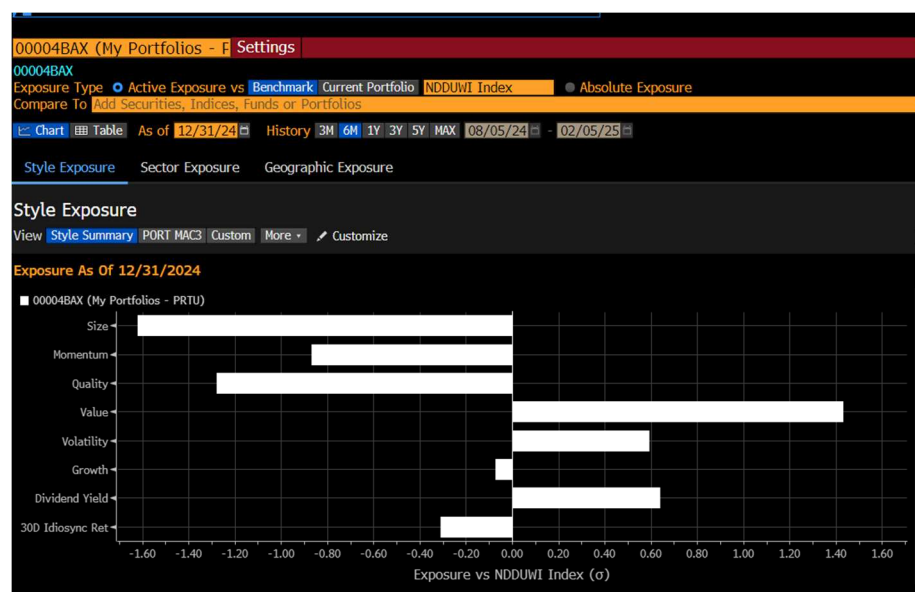 00004BAX (My Portfolios - P Settings
00004BAX
Exposure Type Active Exposure vs Benchmark Current Portfolio NDDUWI Index Absolute Exposure
Compare To Add Securities, Indices, Funds or Portfolios
Chart Table As of 12/31/24 History 3M 6M 1Y 3Y 5Y MAX 08/05/24 - 02/05/25
Style Exposure Sector Exposure Geographic Exposure
Style Exposure
View Style Summary PORT MAC3 Custom More Customize
Exposure As Of 12/31/2024
00004BAX (My Portfolios - PRTU)
Size
Momentum
Quality
Value
Volatility
Growth
Dividend Yield
30D Idiosync Ret
-1.60 -1.40 -1.20 -1.00 -0.80 -0.60 -0.40 -0.20 0.00 0.20 0.40 0.60 0.80 1.00 1.20 1.40 1.60
Exposure vs NDDUWI Index (σ)